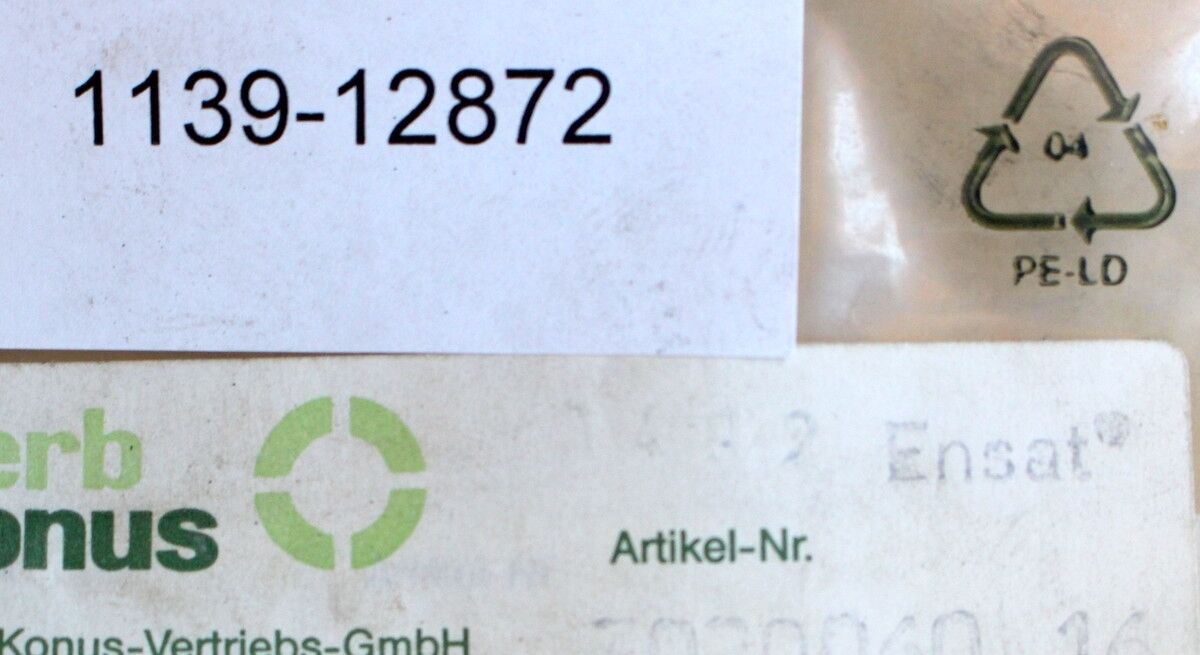 1139-12872
04
PE-LD
erb
onus
Ensat®
Artikel-Nr.
Konus-Vertriebs-GmbH